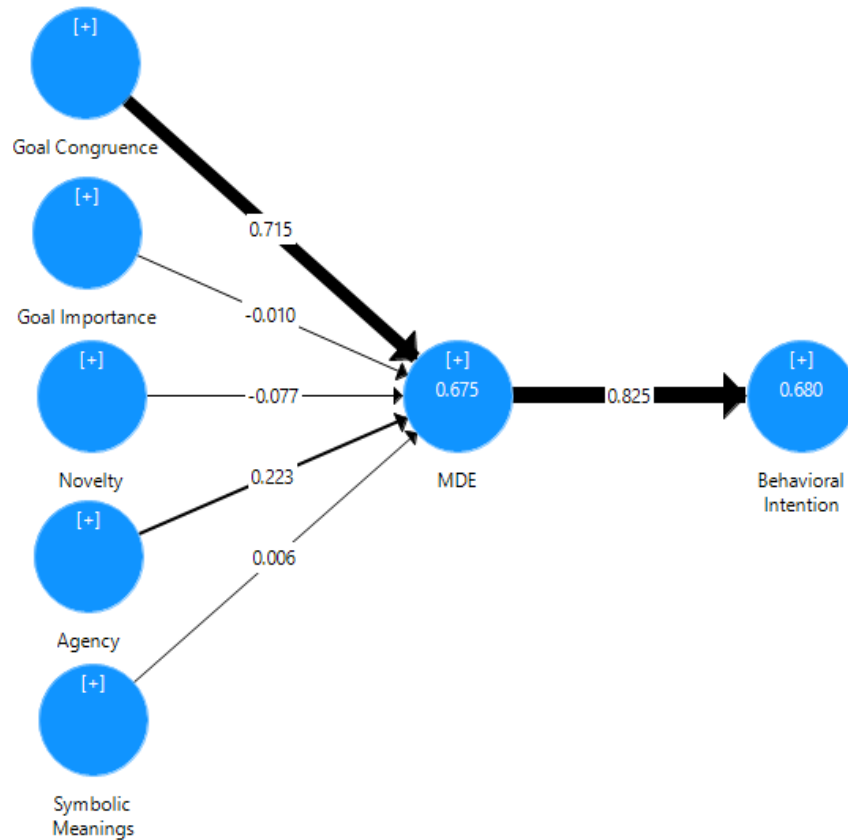 [+]
Goal Congruence
0.715
[+]
Goal Importance
-0.010
[+]
Novelty
-0.077
[+]
0.675
MDE
0.825
[+]
0.680
Behavioral
Intention
[+]
Agency
0.223
0.006
[+]
Symbolic
Meanings